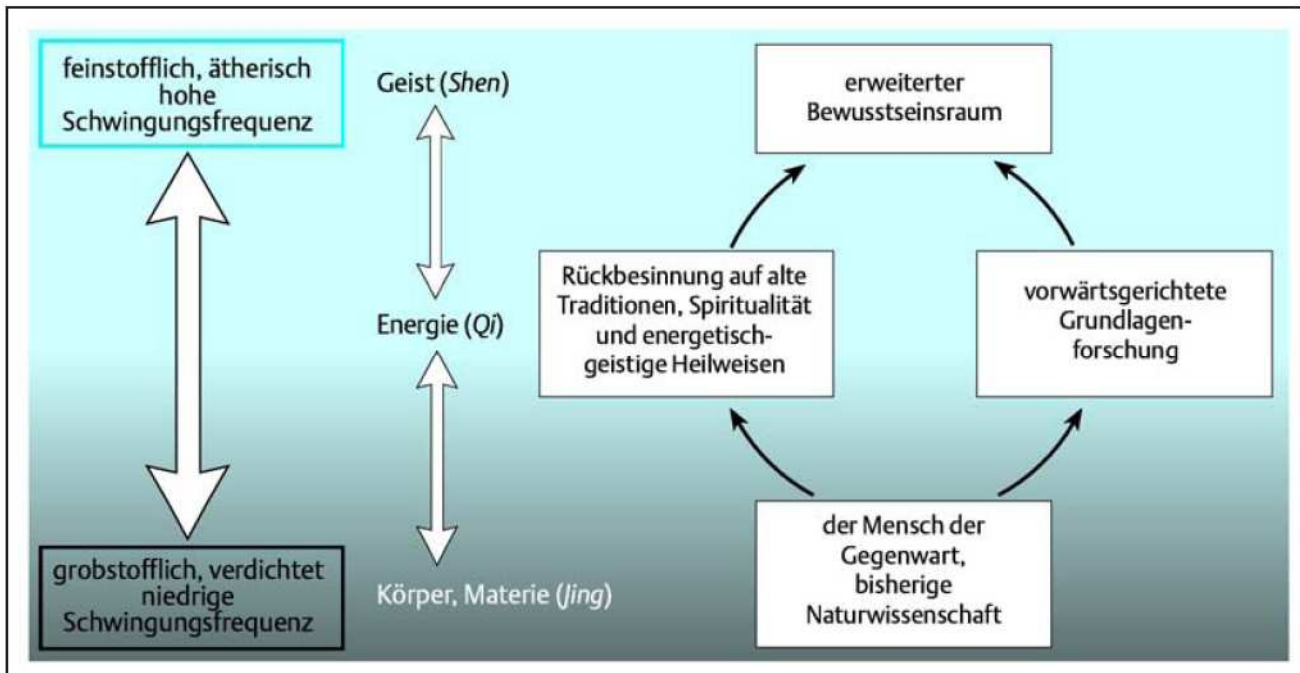 feinstofflich, ätherisch
hohe
Schwingungsfrequenz
grobstofflich, verdichtet
niedrige
Schwingungsfrequenz
Geist (Shen)
Energie (Qi)
Körper, Materie (Jing)
erweiterter
Bewusstseinsraum
Rückbesinnung auf alte
Traditionen, Spiritualität
und energetisch-
geistige Heilweisen
vorwärtsgerichtete
Grundlagen-
forschung
der Mensch der
Gegenwart,
bisherige
Naturwissenschaft